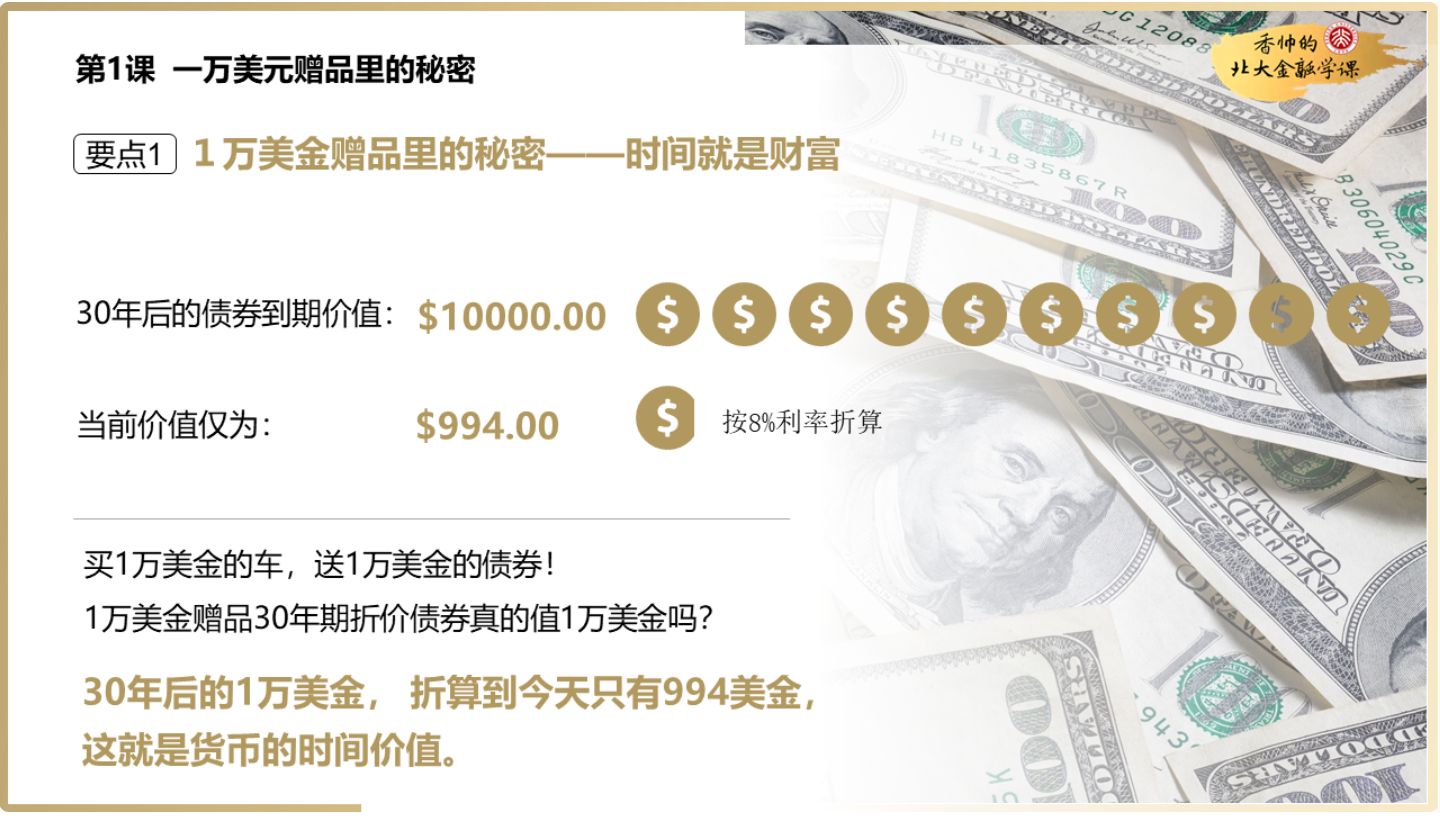 第1课 一万美元赠品里的秘密
香帅的
北大金融学课
要点1 1万美金赠品里的秘密——时间就是财富
HB 41835867 R
100
30年后的债券到期价值： $10000.00
当前价值仅为： $994.00 按8%利率折算
买1万美金的车，送1万美金的债券！
1万美金赠品30年期折价债券真的值1万美金吗？
30年后的1万美金， 折算到今天只有994美金，
这就是货币的时间价值。